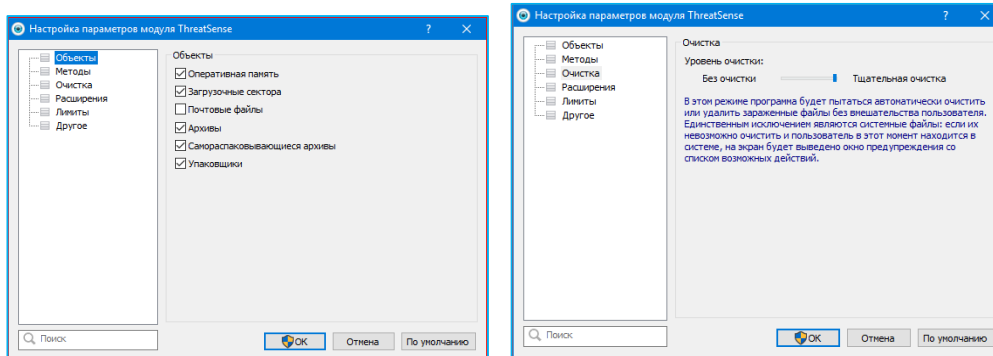 Настройка параметров модуля ThreatSense
Объекты
Методы
Очистка
Расширения
Лимиты
Другое
Объекты
Оперативная память
Загрузочные сектора
Почтовые файлы
Архивы
Самораспаковывающиеся архивы
Упаковщики
Поиск
ОК
Отмена
По умолчанию
Настройка параметров модуля ThreatSense
Объекты
Методы
Очистка
Расширения
Лимиты
Другое
Очистка
Уровень очистки:
Без очистки Тщательная очистка
В этом режиме программа будет пытаться автоматически очистить
или удалить зараженные файлы без вмешательства пользователя.
Единственным исключением являются системные файлы: если их
невозможно очистить и пользователь в этот момент находится в
системе, на экран будет выведено окно предупреждения со
списком возможных действий.
Поиск
ОК
Отмена
По умолчанию